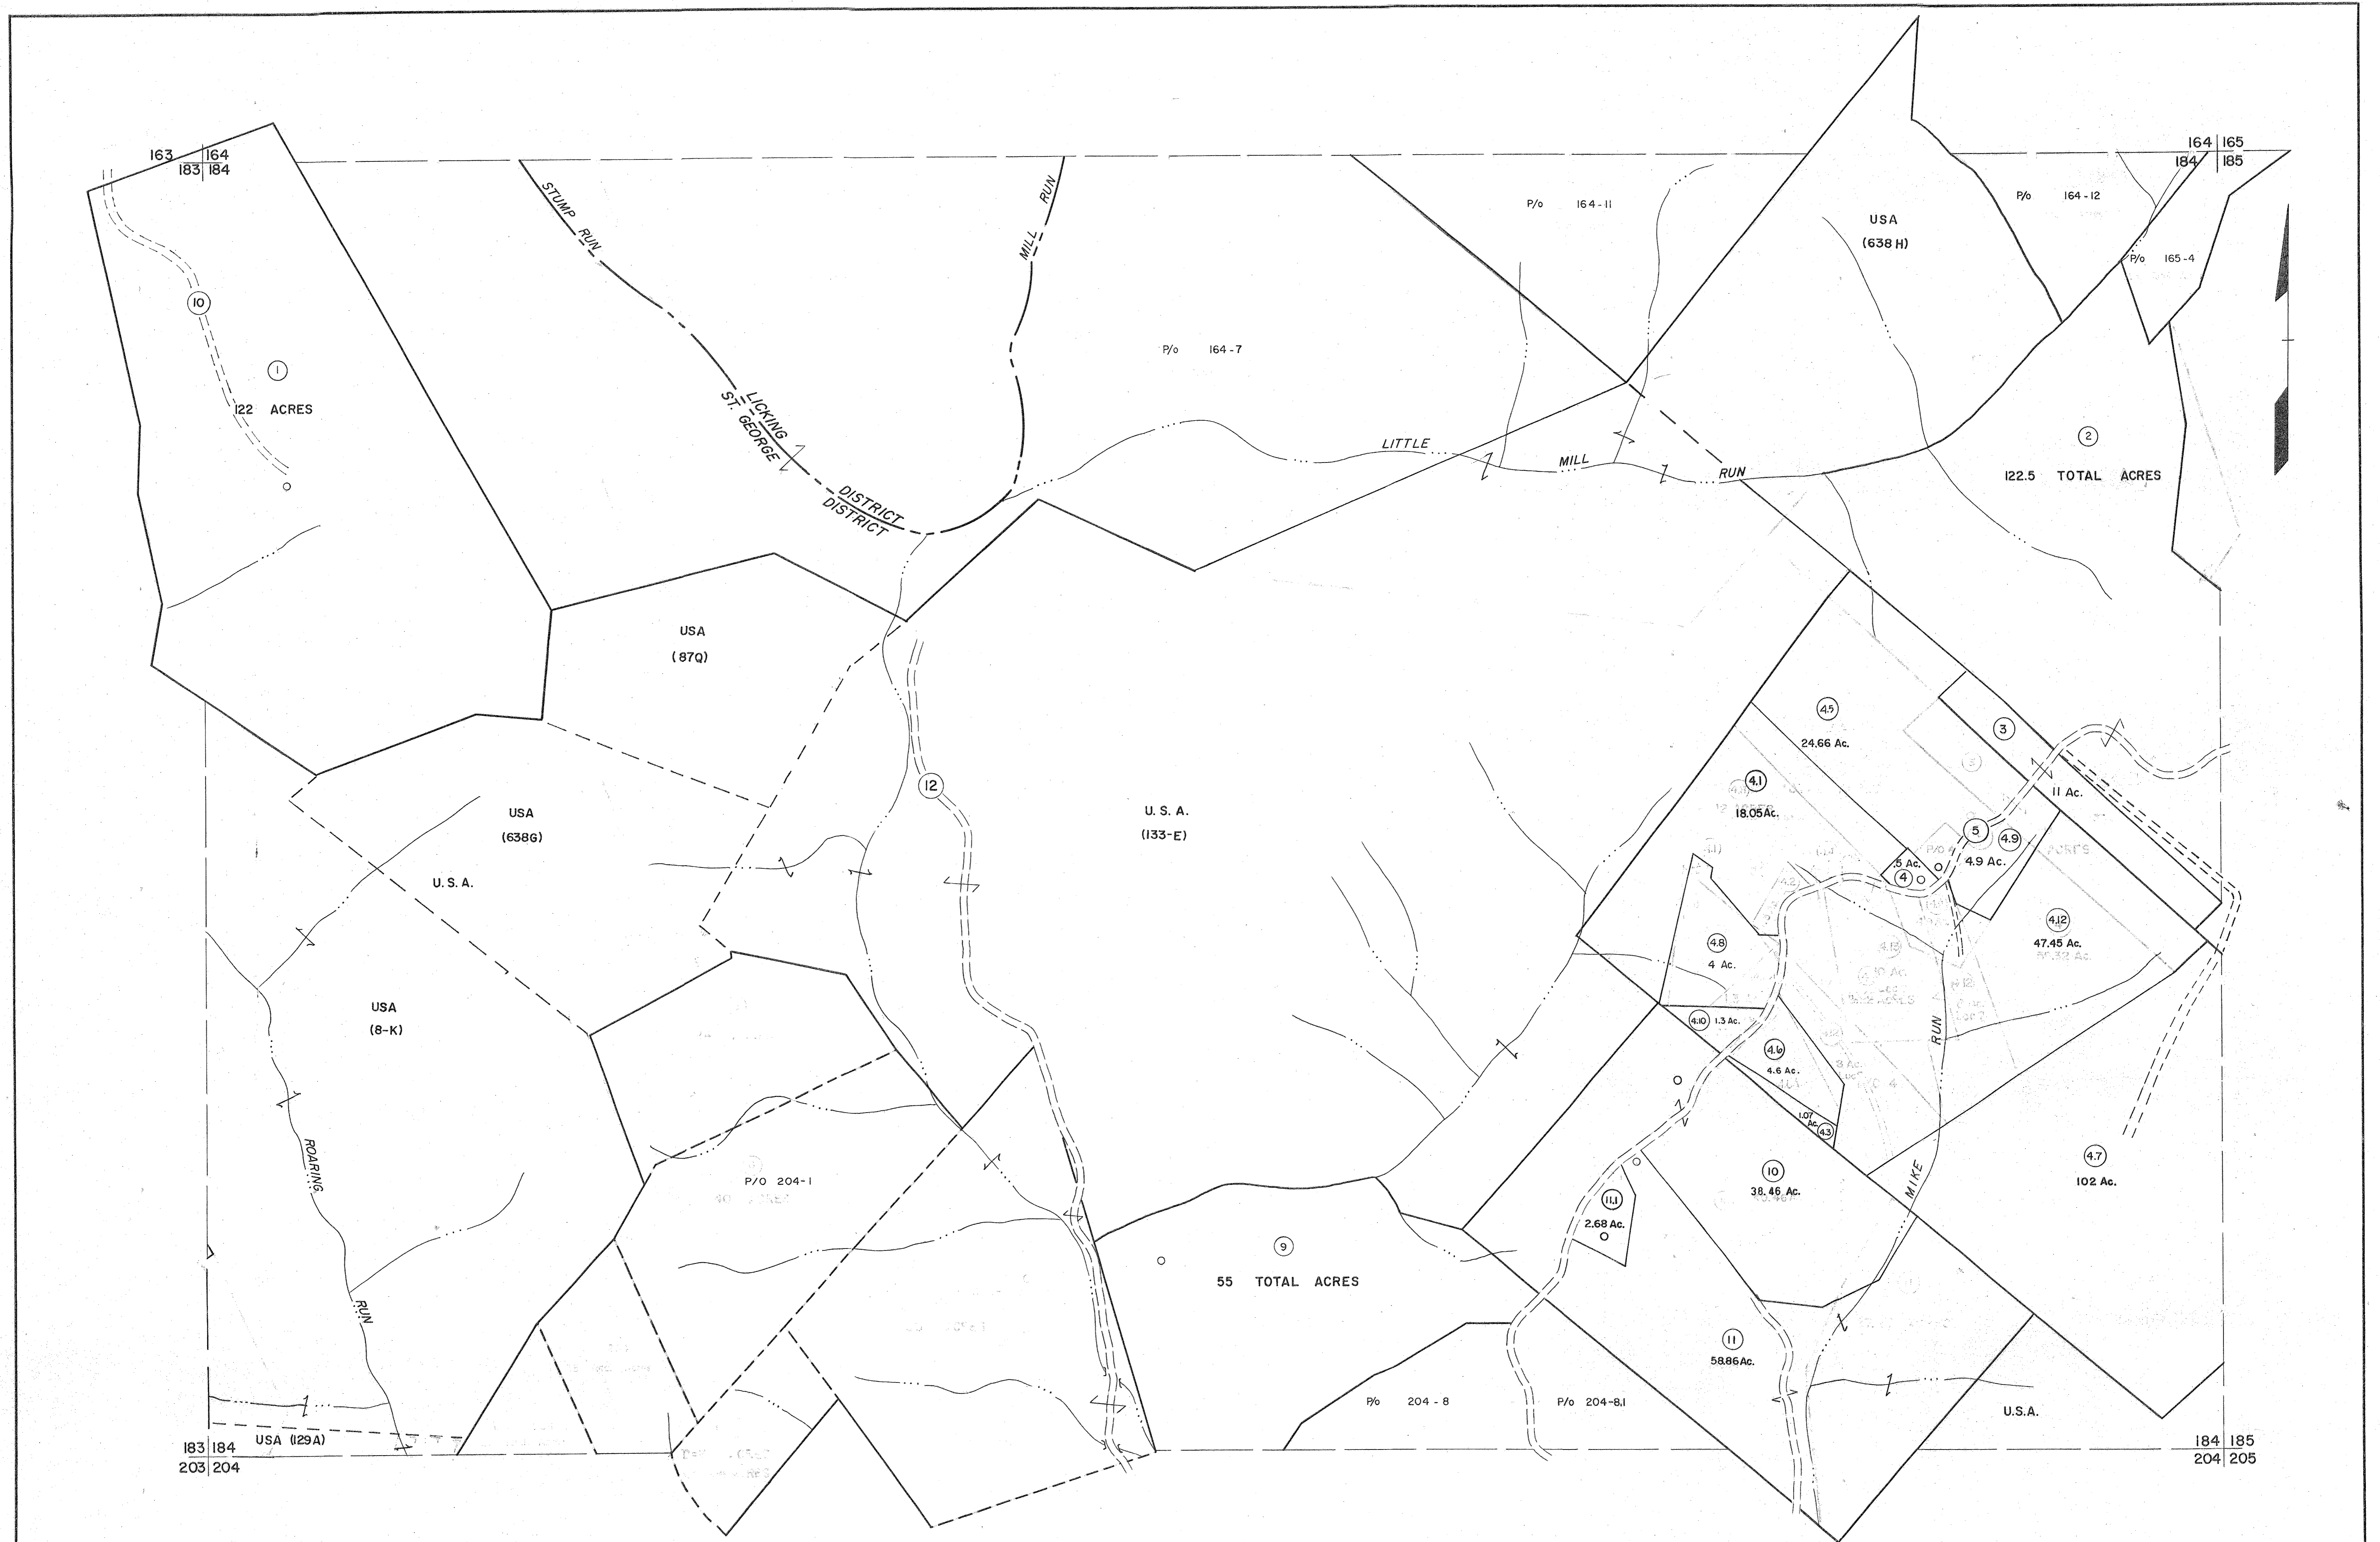 163 164
183 184
164 165
184 185
STUMP RUN
MILL RUN
P/o 164-11
USA
(638 H)
P/o 164-12
P/o 165-4
10
1
122 ACRES
P/o 164-7
LICKING
ST. GEORGE
DISTRICT
DISTRICT
LITTLE MILL RUN
2
122.5 TOTAL ACRES
USA
(87Q)
4.5
24.66 Ac.
3
11 Ac.
4.1
18.05 Ac.
12
USA
(638G)
U. S. A.
U. S. A.
(133-E)
5
4.9
4.9 Ac.
.5 Ac.
4
4.12
47.45 Ac.
4.8
4 Ac.
USA
(8-K)
4.10 1.3 Ac.
4.6
4.6 Ac.
1.07
Ac.
4.3
MIKE RUN
ROARING RUN
P/O 204-1
10
38.46 Ac.
4.7
102 Ac.
11.1
2.68 Ac.
9
55 TOTAL ACRES
11
58.86 Ac.
P/o 204-8
P/o 204-8.1
U.S.A.
USA (129A)
183 184
203 204
184 185
204 205